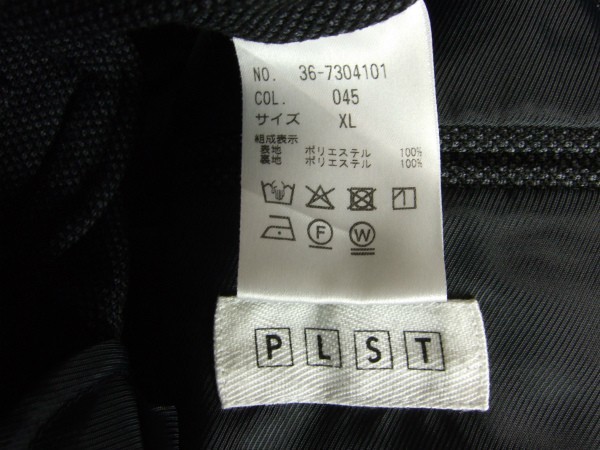 NO. 36-7304101
COL. 045
サイズ XL
組成表示
表地 ポリエステル 100%
裏地 ポリエステル 100%
F W
PLST